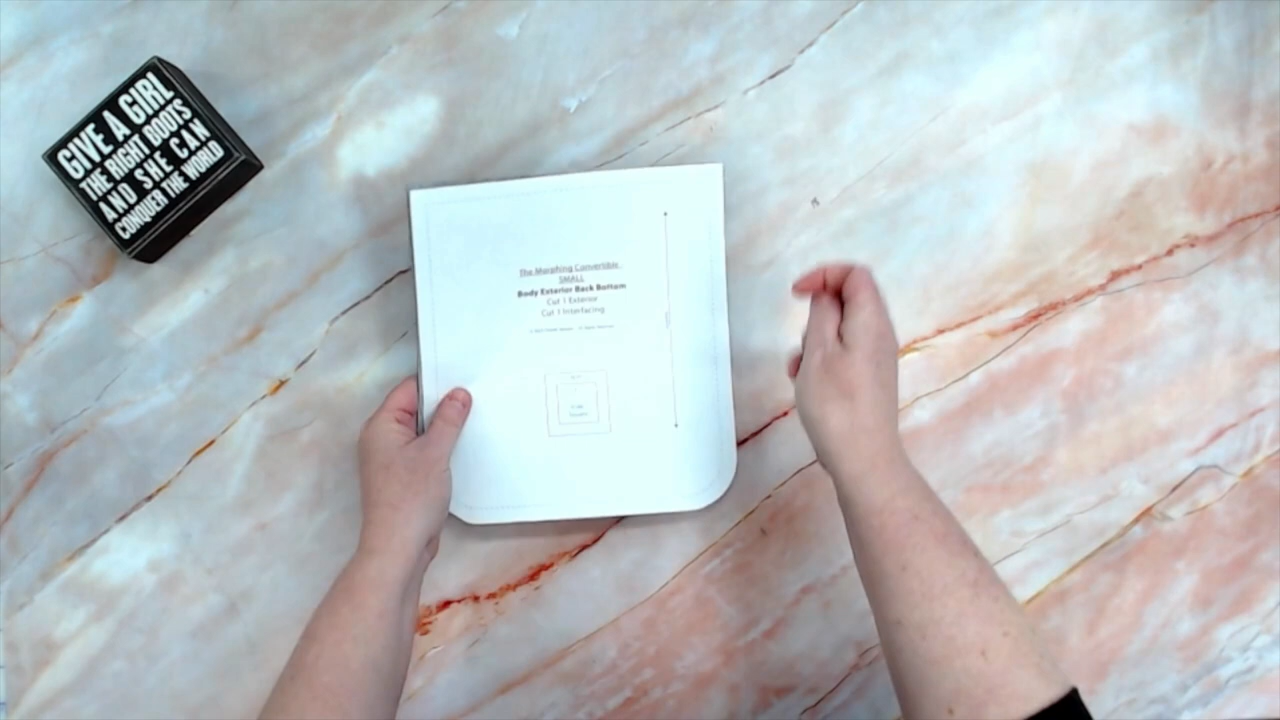 GIVE A GIRL
THE RIGHT BOOTS
AND SHE CAN
CONQUER THE WORLD
The Morphing Convertible
SMALL
Body Exterior Back Bottom
Cut 1 Exterior
Cut 1 Interfacing